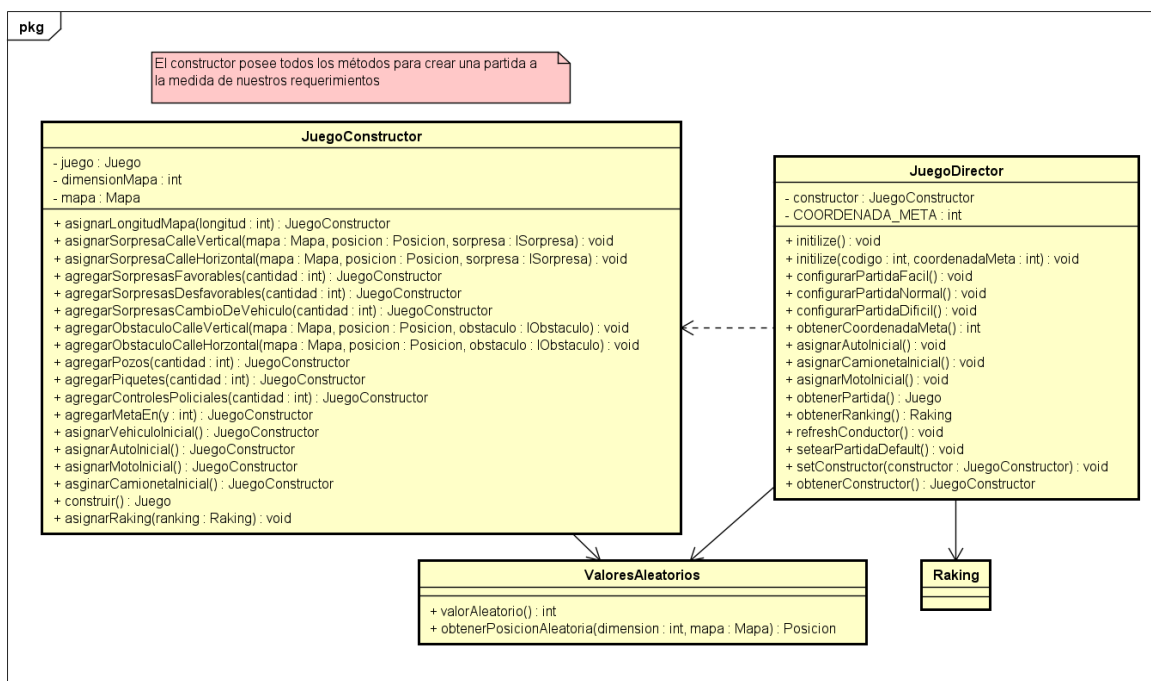 pkg
El constructor posee todos los métodos para crear una partida a
la medida de nuestros requerimientos
JuegoConstructor
- juego : Juego
- dimensionMapa : int
- mapa : Mapa
+ asignarLongitudMapa(longitud : int) : JuegoConstructor
+ asignarSorpresaCalleVertical(mapa : Mapa, posicion : Posicion, sorpresa : ISorpresa) : void
+ asignarSorpresaCalleHorizontal(mapa : Mapa, posicion : Posicion, sorpresa : ISorpresa) : void
+ agregarSorpresasFavorables(cantidad : int) : JuegoConstructor
+ agregarSorpresasDesfavorables(cantidad : int) : JuegoConstructor
+ agregarSorpresasCambioDeVehiculo(cantidad : int) : JuegoConstructor
+ agregarObstaculoCalleVertical(mapa : Mapa, posicion : Posicion, obstaculo : IObstaculo) : void
+ agregarObstaculoCalleHorzontal(mapa : Mapa, posicion : Posicion, obstaculo : IObstaculo) : void
+ agregarPozos(cantidad : int) : JuegoConstructor
+ agregarPiquetes(cantidad : int) : JuegoConstructor
+ agregarControlesPoliciales(cantidad : int) : JuegoConstructor
+ agregarMetaEn(y : int) : JuegoConstructor
+ asignarVehiculoInicial() : JuegoConstructor
+ asignarAutoInicial() : JuegoConstructor
+ asignarMotoInicial() : JuegoConstructor
+ asginarCamionetaInicial() : JuegoConstructor
+ construir() : Juego
+ asignarRaking(ranking : Raking) : void
JuegoDirector
- constructor : JuegoConstructor
- COORDENADA_META : int
+ initilize() : void
+ initilize(codigo : int, coordenadaMeta : int) : void
+ configurarPartidaFacil() : void
+ configurarPartidaNormal() : void
+ configurarPartidaDificil() : void
+ obtenerCoordenadaMeta() : int
+ asignarAutoInicial() : void
+ asignarCamionetaInicial() : void
+ asignarMotoInicial() : void
+ obtenerPartida() : Juego
+ obtenerRanking() : Raking
+ refreshConductor() : void
+ setearPartidaDefault() : void
+ setConstructor(constructor : JuegoConstructor) : void
+ obtenerConstructor() : JuegoConstructor
ValoresAleatorios
+ valorAleatorio() : int
+ obtenerPosicionAleatoria(dimension : int, mapa : Mapa) : Posicion
Raking